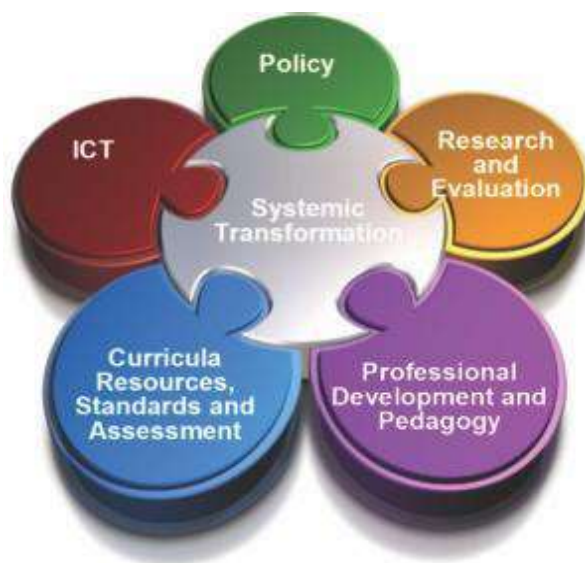 Policy
ICT
Research
and
Evaluation
Systemic
Transformation
Curricula
Resources,
Standards and
Assessment
Professional
Development and
Pedagogy